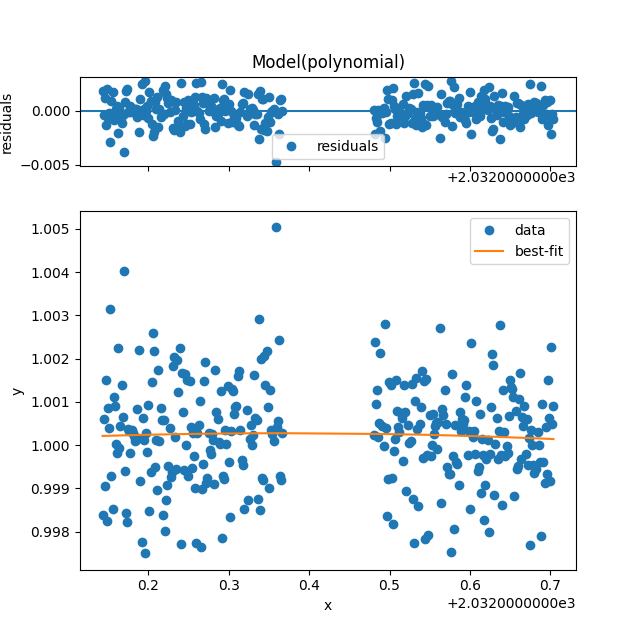 Model(polynomial)
0.000
−0.005
residuals
residuals
+2.0320000000e3
1.005
1.004
1.003
1.002
1.001
1.000
0.999
0.998
y
data
best-fit
0.2 0.3 0.4 0.5 0.6 0.7
x
+2.0320000000e3